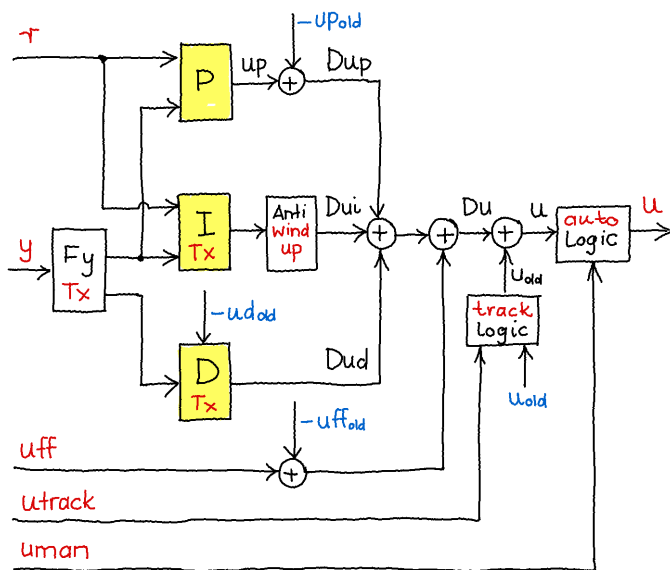 -upold
r
up
Dup
P
I
Tx
Anti
wind
up
Dui
Du
u
auto
Logic
u
y
Fy
Tx
uold
-udold
track
Logic
D
Tx
Dud
uold
-uffold
uff
utrack
uman